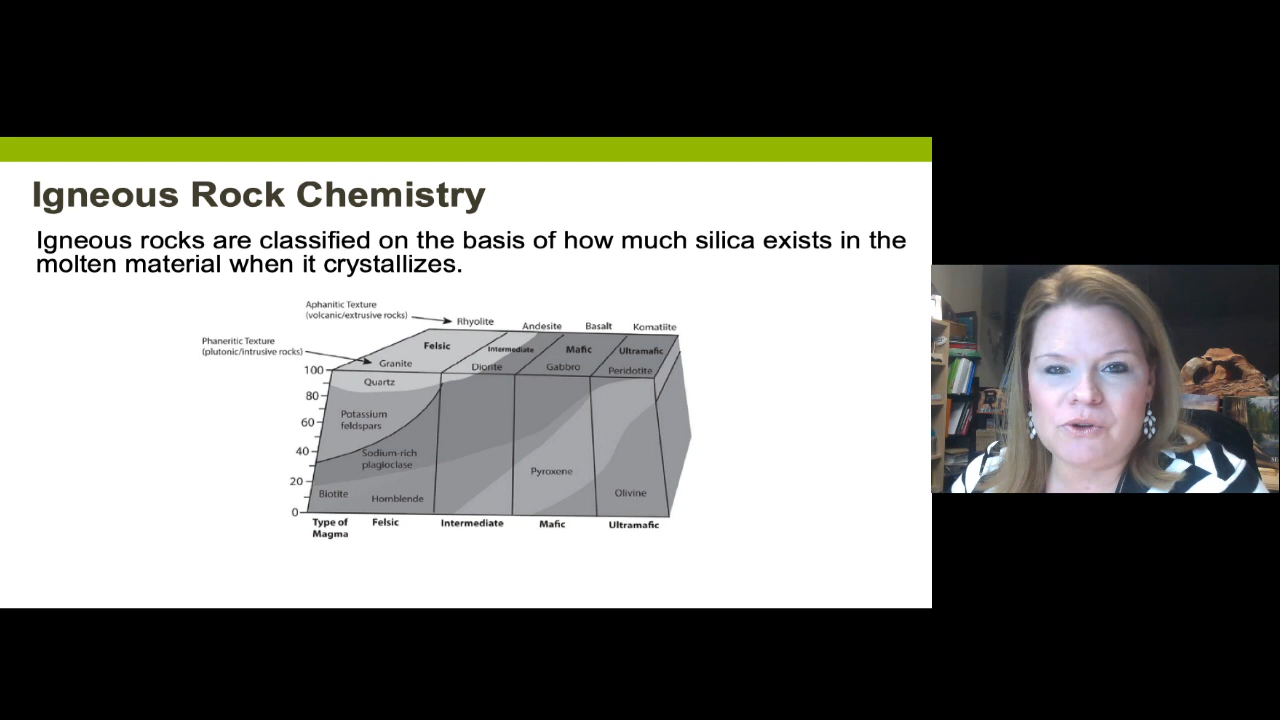 Igneous Rock Chemistry
Igneous rocks are classified on the basis of how much silica exists in the
molten material when it crystallizes.
Aphanitic Texture
(volcanic/extrusive rocks)
Rhyolite
Andesite
Basalt
Komatiite
Phaneritic Texture
(plutonic/intrusive rocks)
Felsic
Intermediate
Mafic
Ultramafic
Granite
Diorite
Gabbro
Peridotite
100
Quartz
80
Potassium
feldspars
60
40
Sodium-rich
plagioclase
20
Pyroxene
Biotite
Hornblende
Olivine
0
Type of
Magma
Felsic
Intermediate
Mafic
Ultramafic